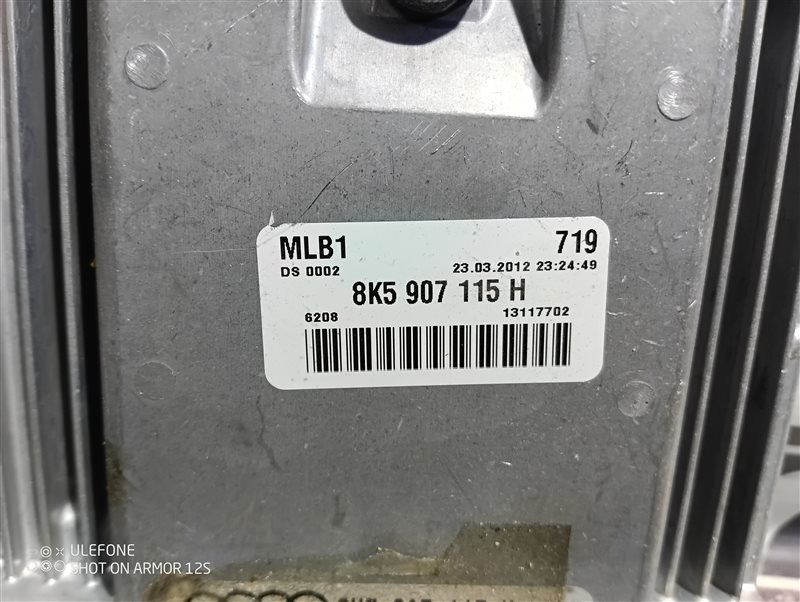 MLB1 719
DS 0002 23.03.2012 23:24:49
8K5 907 115 H
6208 13117702
ULEFONE
SHOT ON ARMOR 12S